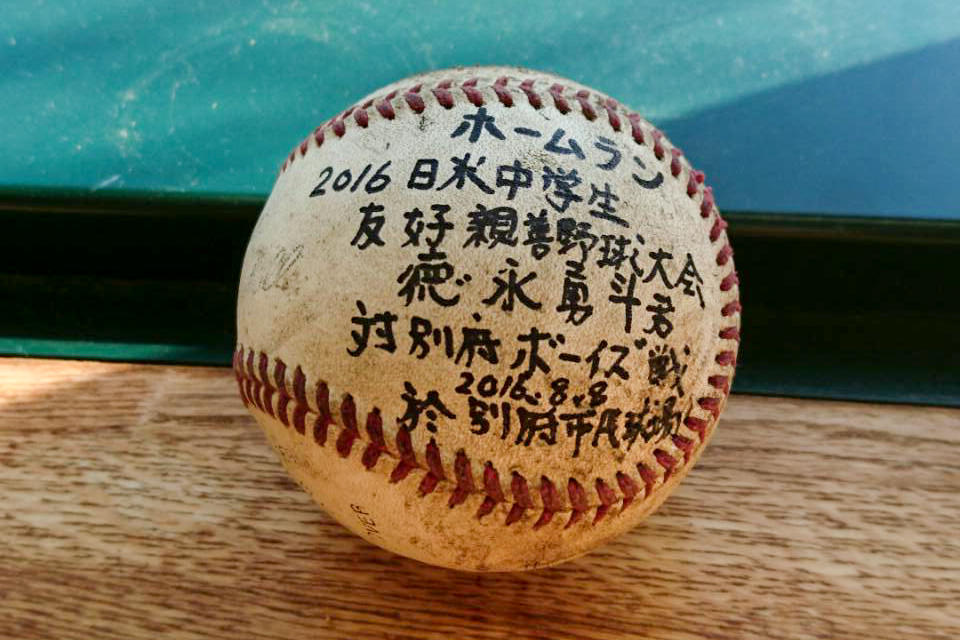 ホームラン
2016 日米中学生
友好親善野球大会
徳永勇斗君
対別府ボーイズ戦
2016.8.8
於 別府市民球場